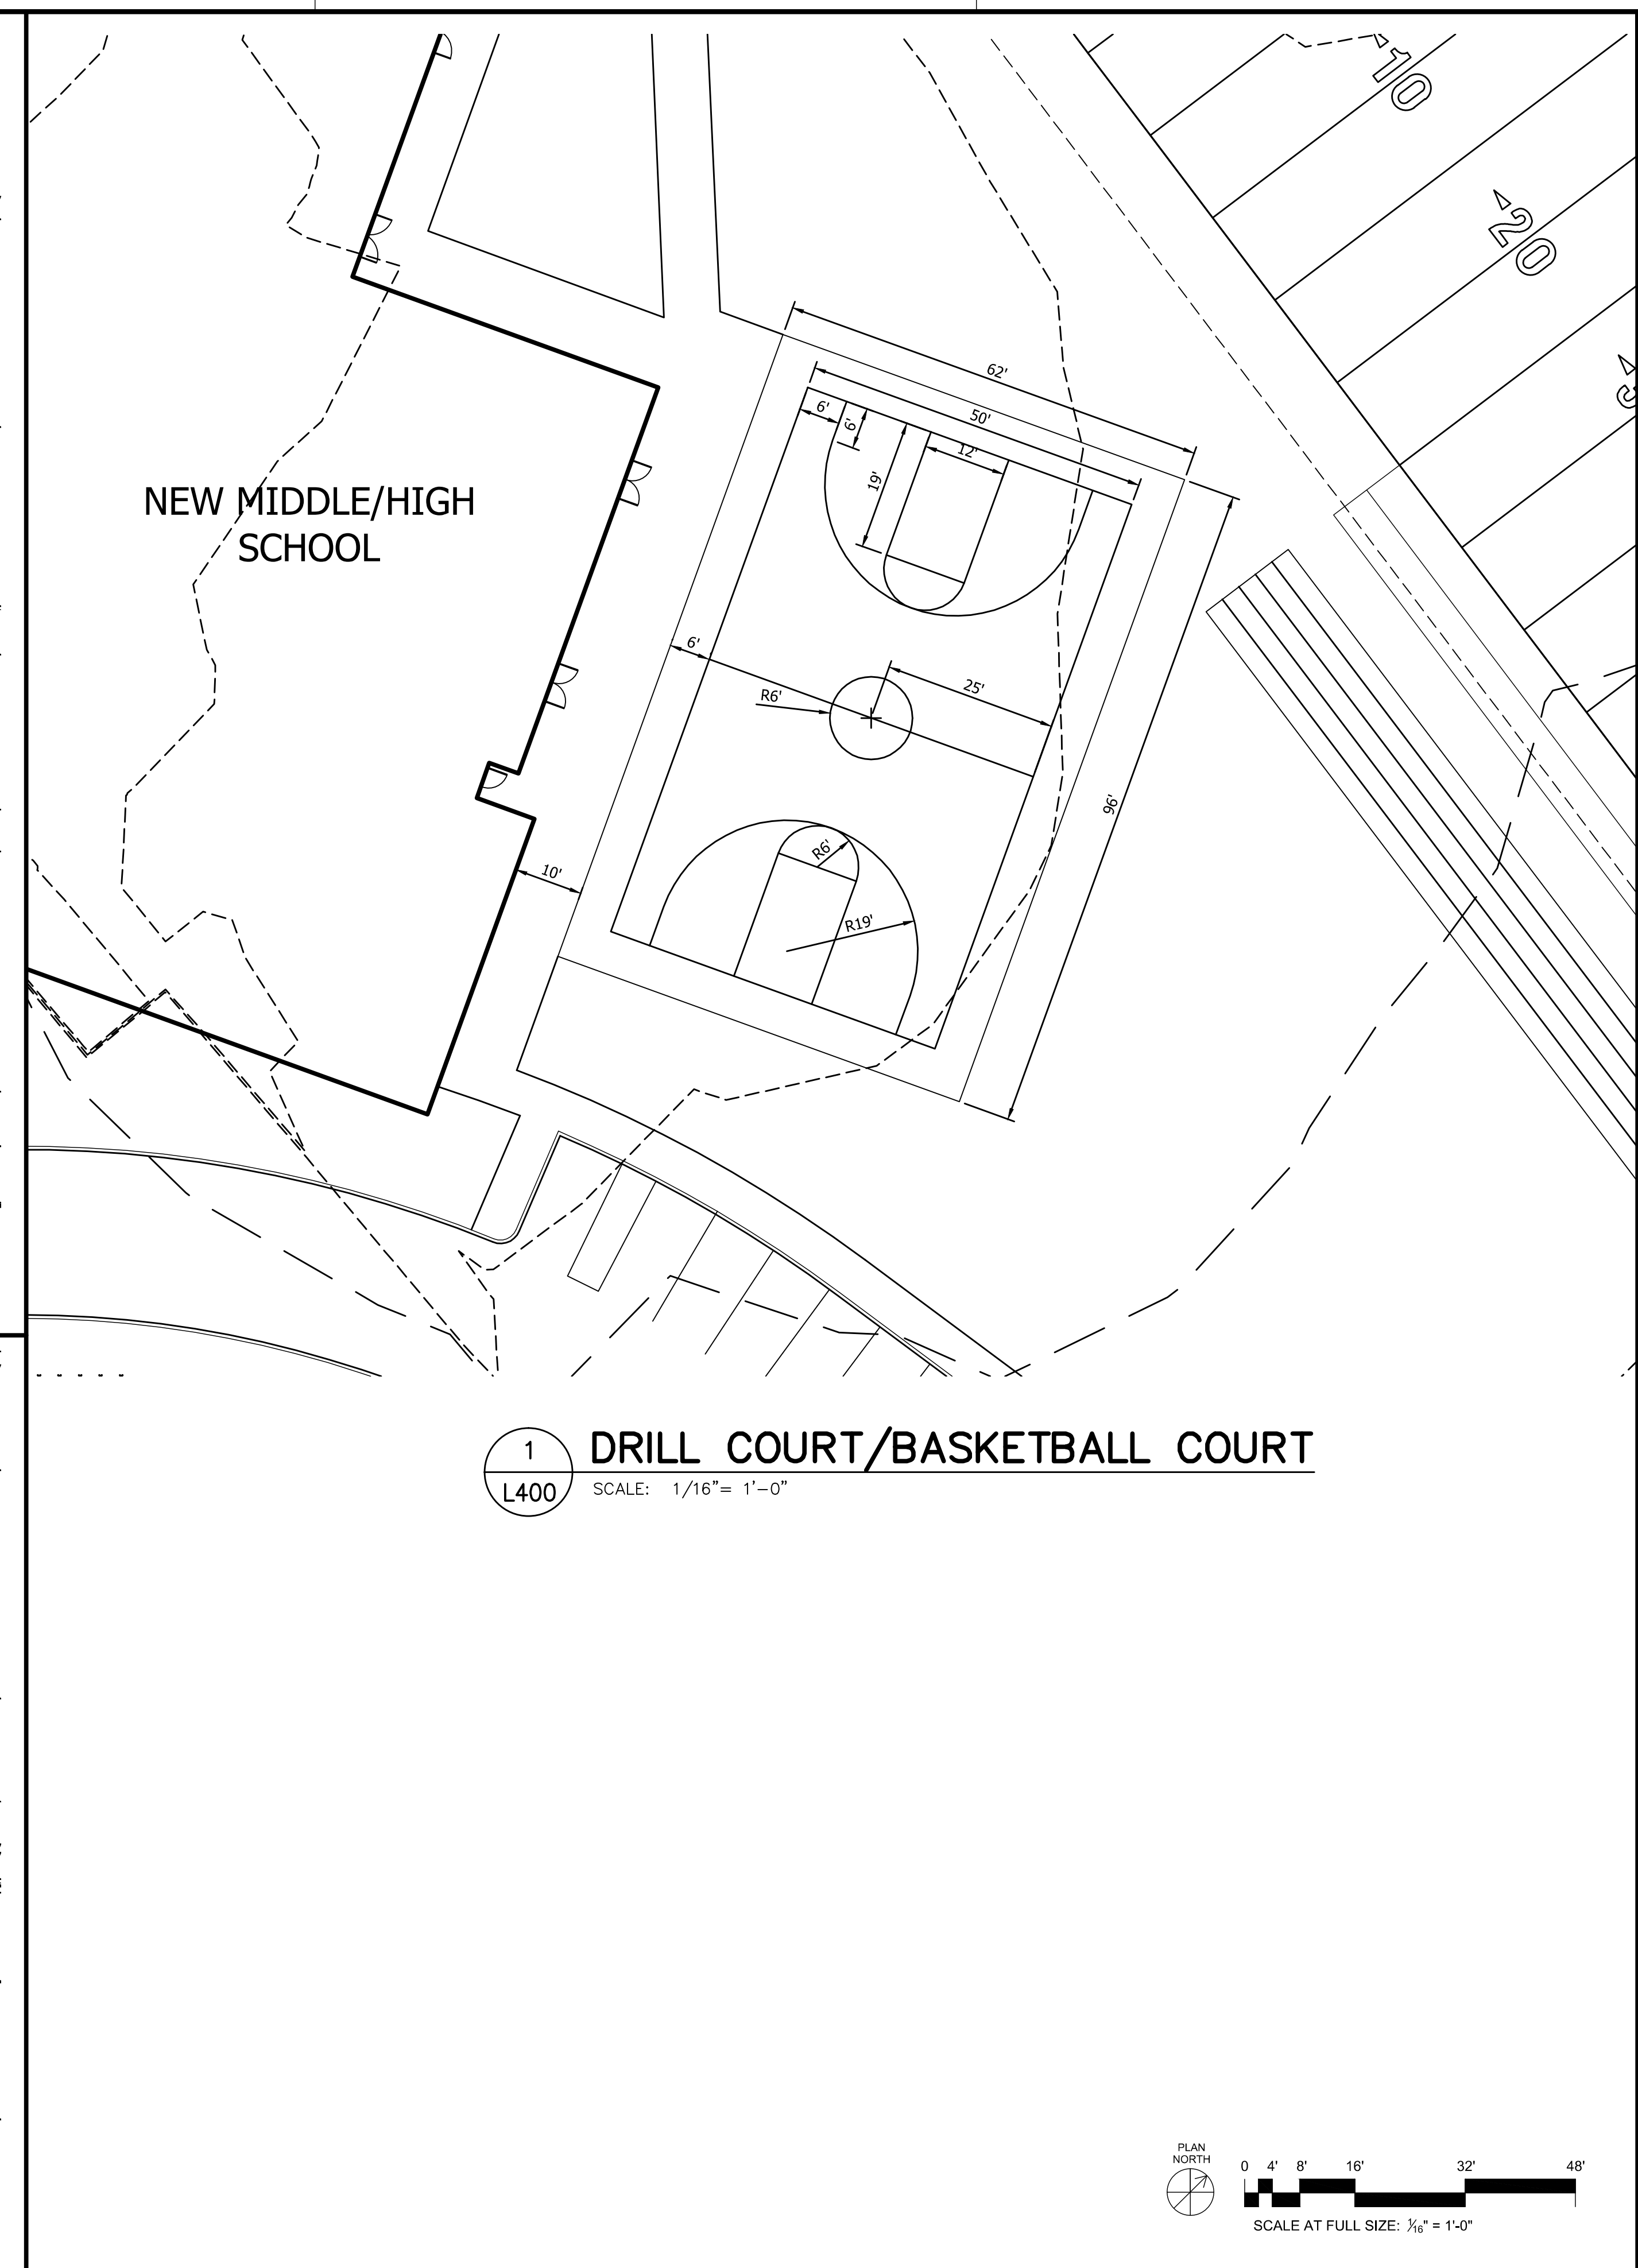 10
20
62'
50'
6'
6'
12'
19'
NEW MIDDLE/HIGH
SCHOOL
6'
25'
R6'
96'
R6'
10'
R19'
1
L400
DRILL COURT/BASKETBALL COURT
SCALE: 1/16"= 1'-0"
PLAN
NORTH
0 4' 8' 16' 32' 48'
SCALE AT FULL SIZE: 1/16" = 1'-0"